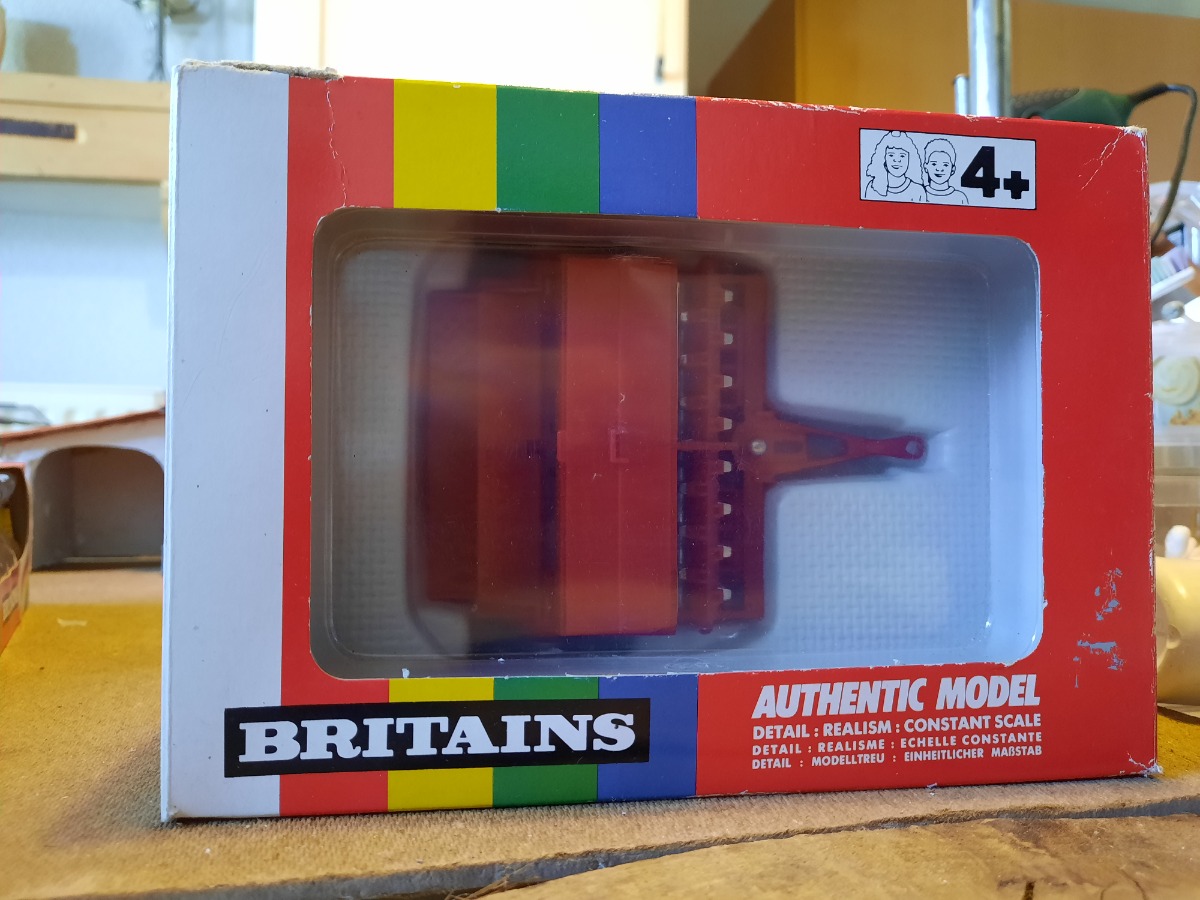 4+
BRITAINS
AUTHENTIC MODEL
DETAIL : REALISM : CONSTANT SCALE
DETAIL : REALISME : ECHELLE CONSTANTE
DETAIL : MODELLTREU : EINHEITLICHER MAßSTAB